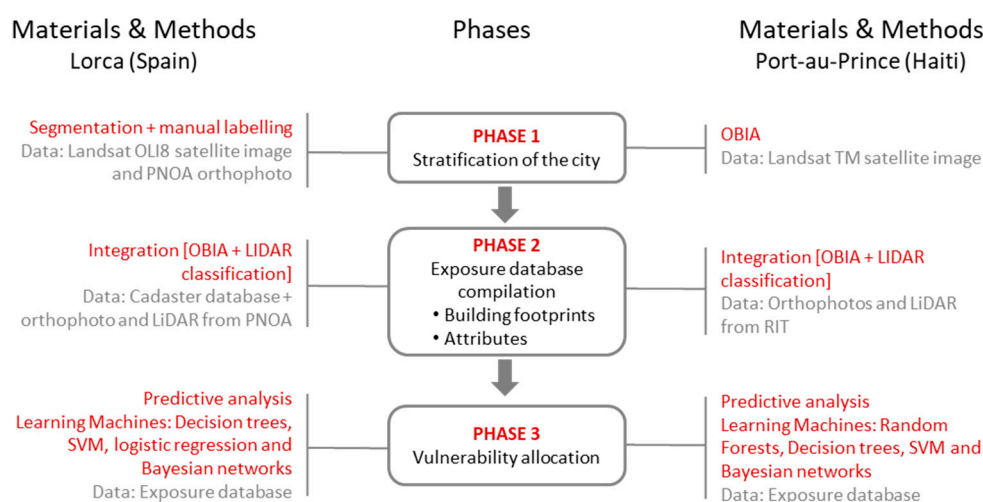 Materials & Methods
Lorca (Spain)
Phases
Materials & Methods
Port-au-Prince (Haiti)
Segmentation + manual labelling
Data: Landsat OLI8 satellite image
and PNOA orthophoto
PHASE 1
Stratification of the city
OBIA
Data: Landsat TM satellite image
Integration [OBIA + LIDAR
classification]
Data: Cadaster database +
orthophoto and LiDAR from PNOA
PHASE 2
Exposure database
compilation
• Building footprints
• Attributes
Integration [OBIA + LIDAR
classification]
Data: Orthophotos and LiDAR
from RIT
Predictive analysis
Learning Machines: Decision trees,
SVM, logistic regression and
Bayesian networks
Data: Exposure database
PHASE 3
Vulnerability allocation
Predictive analysis
Learning Machines: Random
Forests, Decision trees, SVM and
Bayesian networks
Data: Exposure database